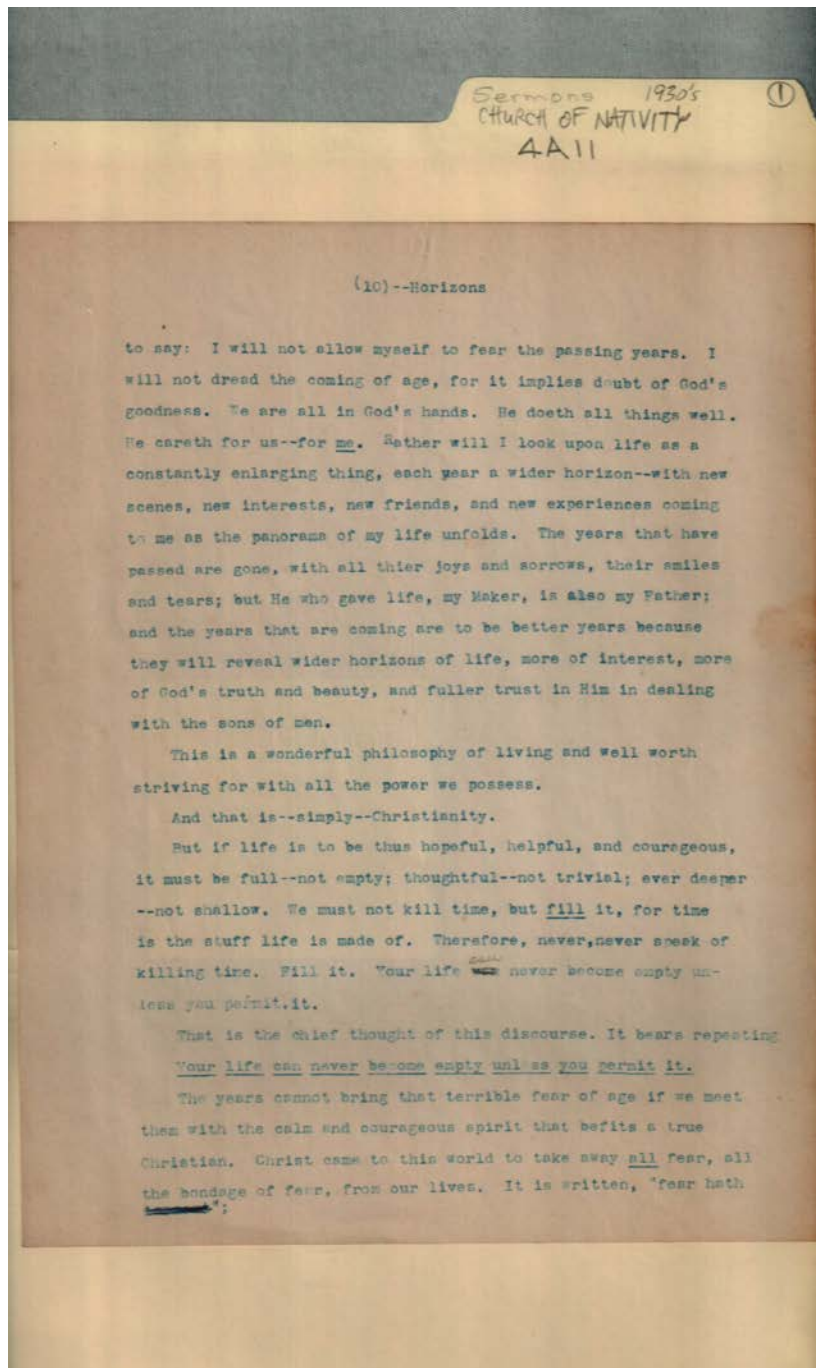 Sermons 1930's
CHURCH OF NATIVITY
4A11
1
(10)--Horizons
to say: I will not allow myself to fear the passing years. I
will not dread the coming of age, for it implies doubt of God's
goodness. We are all in God's hands. He doeth all things well.
He careth for us--for me. Rather will I look upon life as a
constantly enlarging thing, each year a wider horizon--with new
scenes, new interests, new friends, and new experiences coming
to me as the panorama of my life unfolds. The years that have
passed are gone, with all thier joys and sorrows, their smiles
and tears; but He who gave life, my Maker, is also my Father;
and the years that are coming are to be better years because
they will reveal wider horizons of life, more of interest, more
of God's truth and beauty, and fuller trust in Him in dealing
with the sons of men.
This is a wonderful philosophy of living and well worth
striving for with all the power we possess.
And that is--simply--Christianity.
But if life is to be thus hopeful, helpful, and courageous,
it must be full--not empty; thoughtful--not trivial; ever deeper
--not shallow. We must not kill time, but fill it, for time
is the stuff life is made of. Therefore, never,never speak of
killing time. Fill it. Your life can never become empty un-
less you permit.it.
That is the chief thought of this discourse. It bears repeating
Your life can never become empty unless you permit it.
The years cannot bring that terrible fear of age if we meet
them with the calm and courageous spirit that befits a true
Christian. Christ came to this world to take away all fear, all
the bondage of fear, from our lives. It is written, "fear hath
";